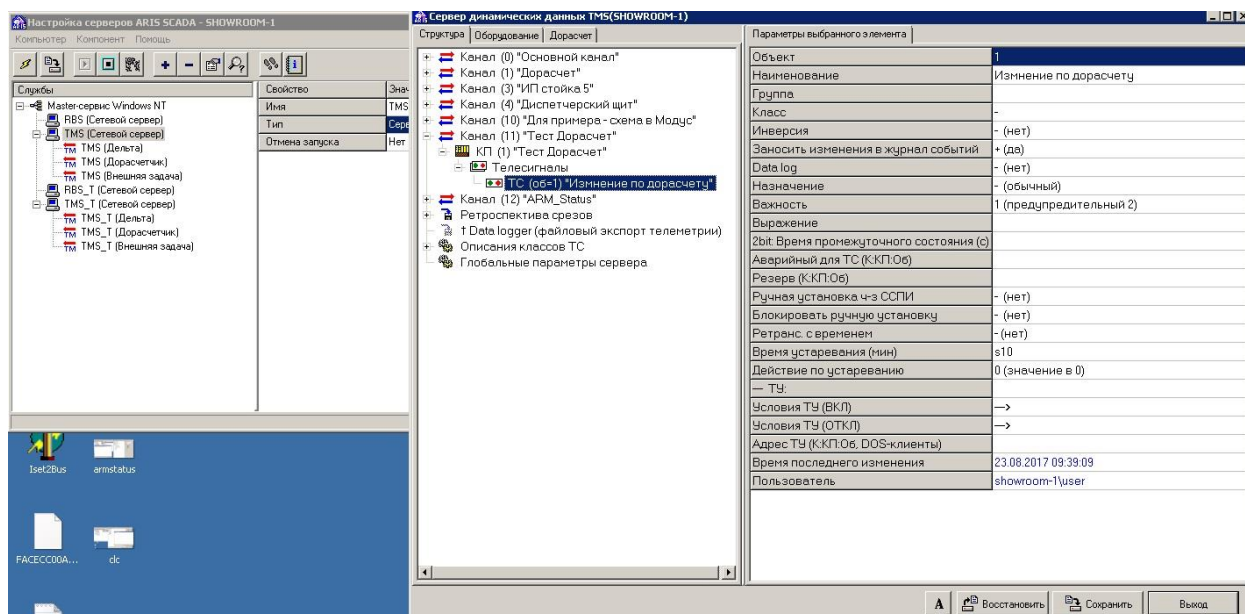 Настройка серверов ARIS SCADA - SHOWROOM-1
Компьютер Компонент Помощь
Службы
Master-сервис Windows NT
RBS (Сетевой сервер)
TMS (Сетевой сервер)
TMS (Дельта)
TMS (Дорасчетчик)
TMS (Внешняя задача)
RBS_T (Сетевой сервер)
TMS_T (Сетевой сервер)
TMS_T (Дельта)
TMS_T (Дорасчетчик)
TMS_T (Внешняя задача)
Свойство Знач
Имя TMS
Тип Серв
Отмена запуска Нет
Iset2Bus armstatus
FACECC00A... clc
Сервер динамических данных TMS(SHOWROOM-1)
Структура Оборудование Дорасчет
Канал (0) "Основной канал"
Канал (1) "Дорасчет"
Канал (3) "ИП стойка 5"
Канал (4) "Диспетчерский щит"
Канал (10) "Для примера - схема в Модус"
Канал (11) "Тест Дорасчет"
КП (1) "Тест Дорасчет"
Телесигналы
ТС (об=1) "Измнение по дорасчету"
Канал (12) "ARM_Status"
Ретроспектива срезов
† Data logger (файловый экспорт телеметрии)
Описания классов ТС
Глобальные параметры сервера
Параметры выбранного элемента
Объект 1
Наименование Измнение по дорасчету
Группа
Класс -
Инверсия - (нет)
Заносить изменения в журнал событий + (да)
Data log - (нет)
Назначение - (обычный)
Важность 1 (предупредительный 2)
Выражение
2bit: Время промежуточного состояния (с)
Аварийный для ТС (К:КП:Об)
Резерв (К:КП:Об)
Ручная установка ч-з ССПИ - (нет)
Блокировать ручную установку - (нет)
Ретранс. с временем - (нет)
Время устаревания (мин) s10
Действие по устареванию 0 (значение в 0)
— ТУ:
Условия ТУ (ВКЛ) —>
Условия ТУ (ОТКЛ) —>
Адрес ТУ (К:КП:Об, DOS-клиенты)
Время последнего изменения 23.08.2017 09:39:09
Пользователь showroom-1\user
A Восстановить Сохранить Выход